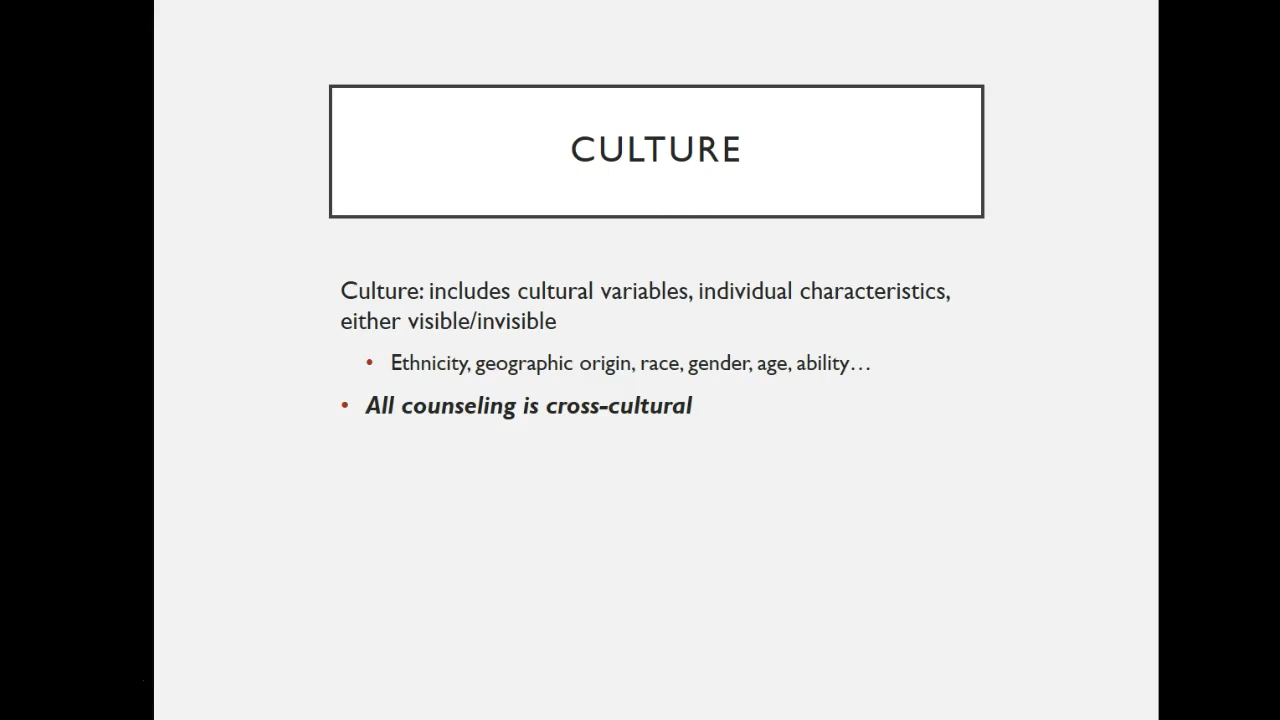 CULTURE
Culture: includes cultural variables, individual characteristics,
either visible/invisible
• Ethnicity, geographic origin, race, gender, age, ability…
• All counseling is cross-cultural